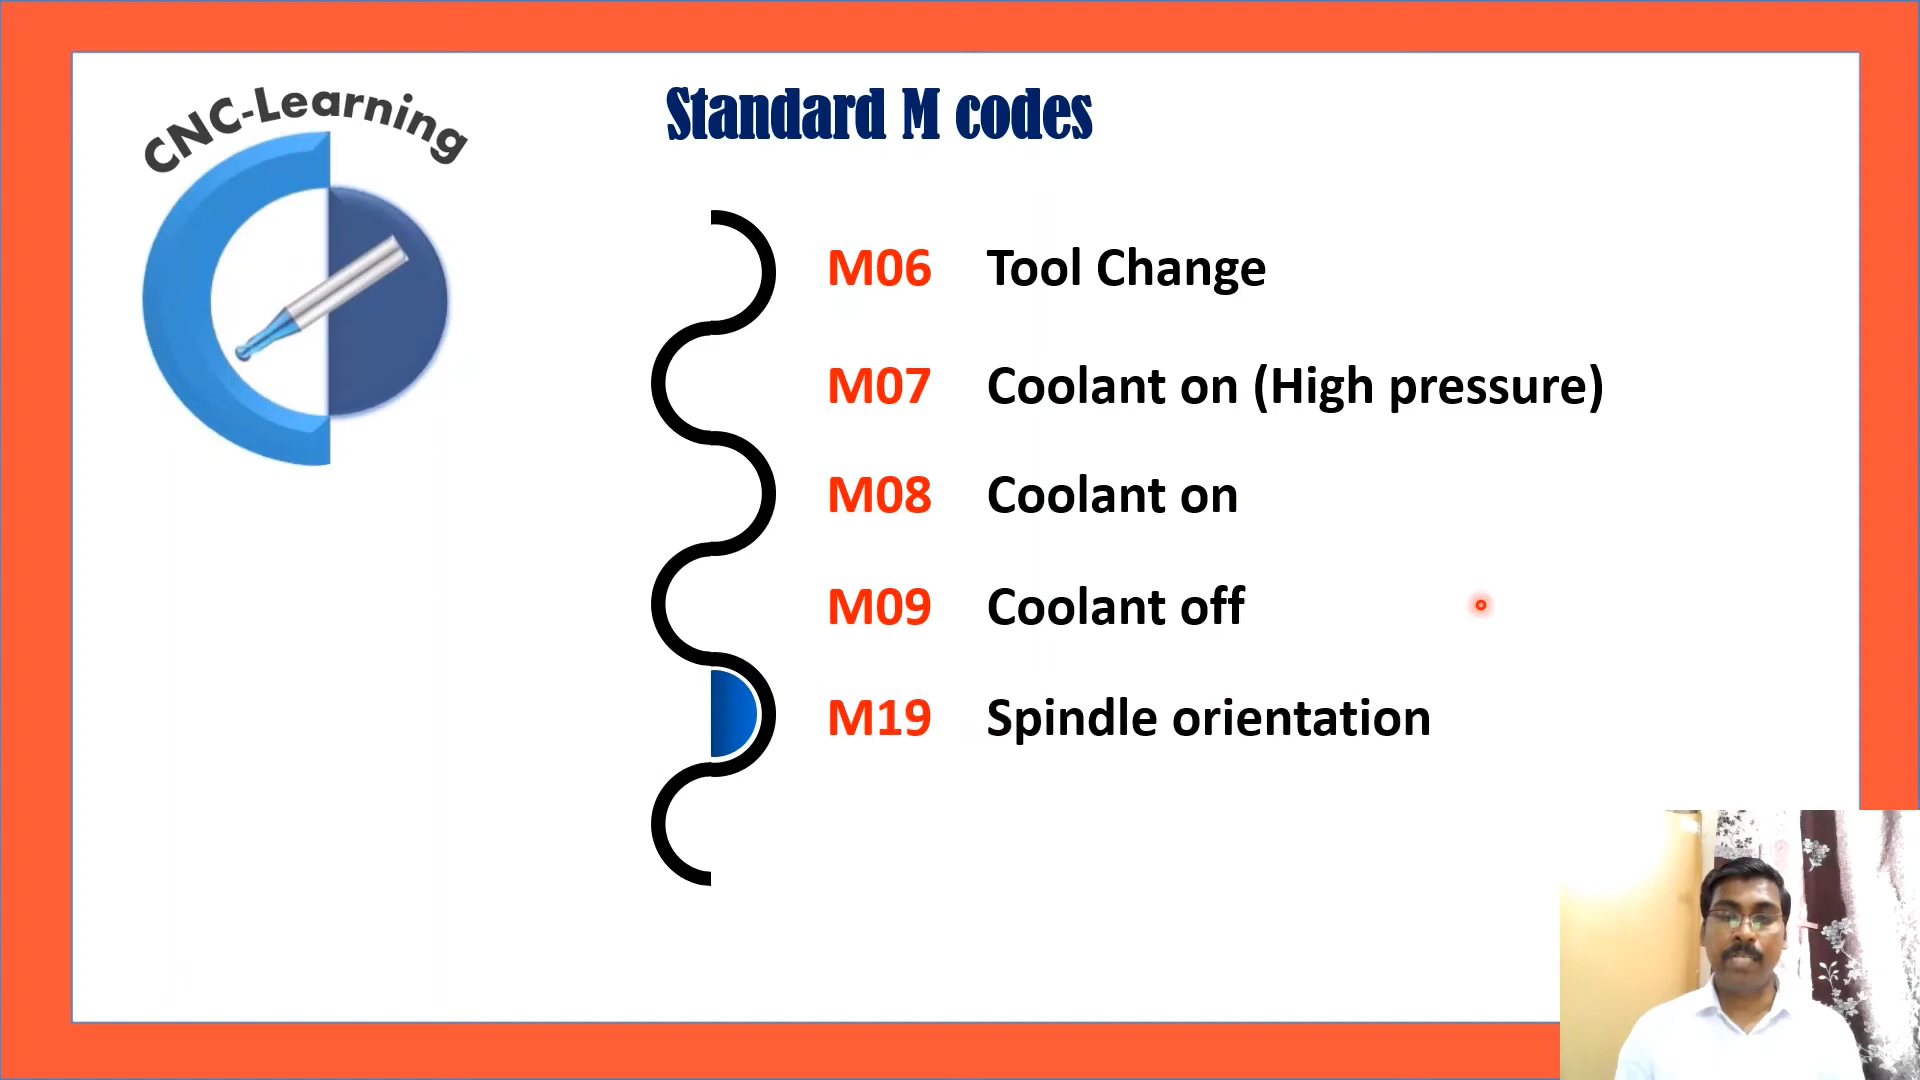 CNC-Learning
Standard M codes
M06 Tool Change
M07 Coolant on (High pressure)
M08 Coolant on
M09 Coolant off
M19 Spindle orientation